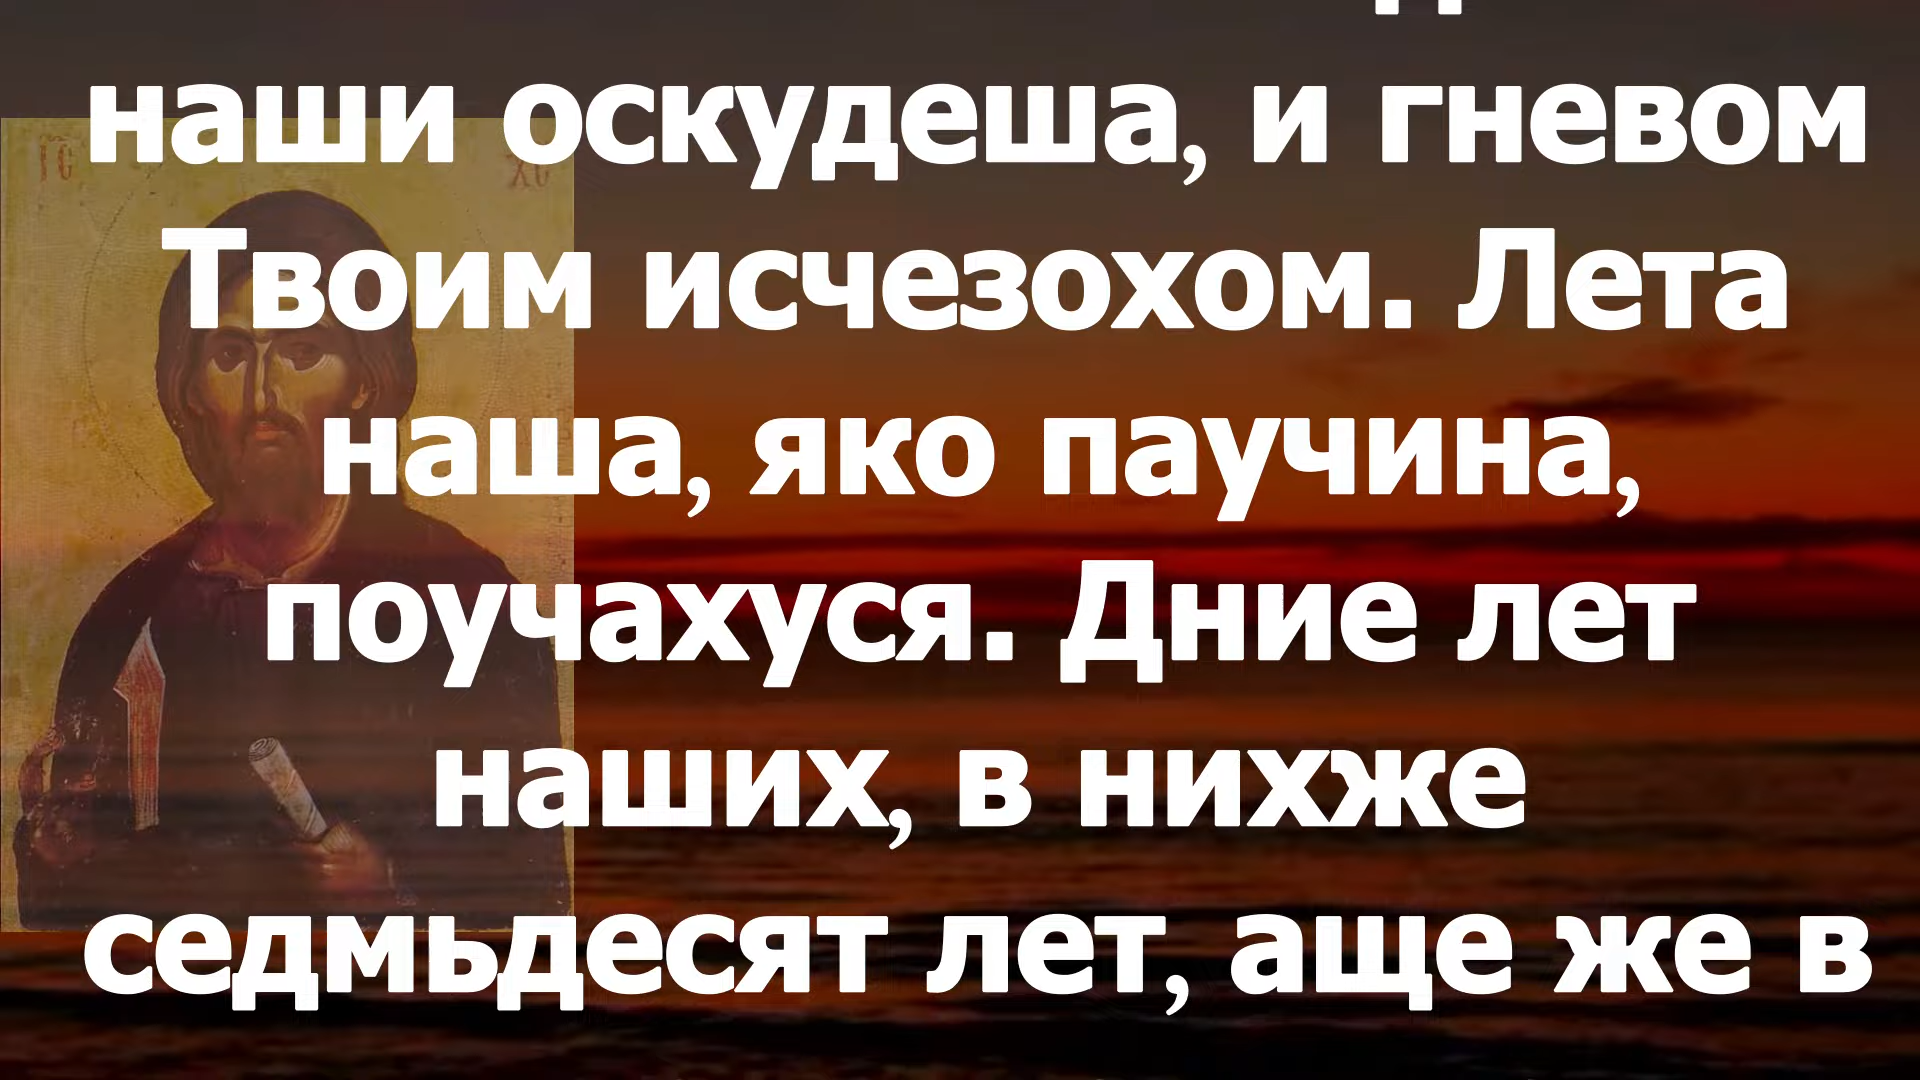 наши оскудеша, и гневом
Твоим исчезохом. Лета
наша, яко паучина,
поучахуся. Дние лет
наших, в нихже
седмьдесят лет, аще же в